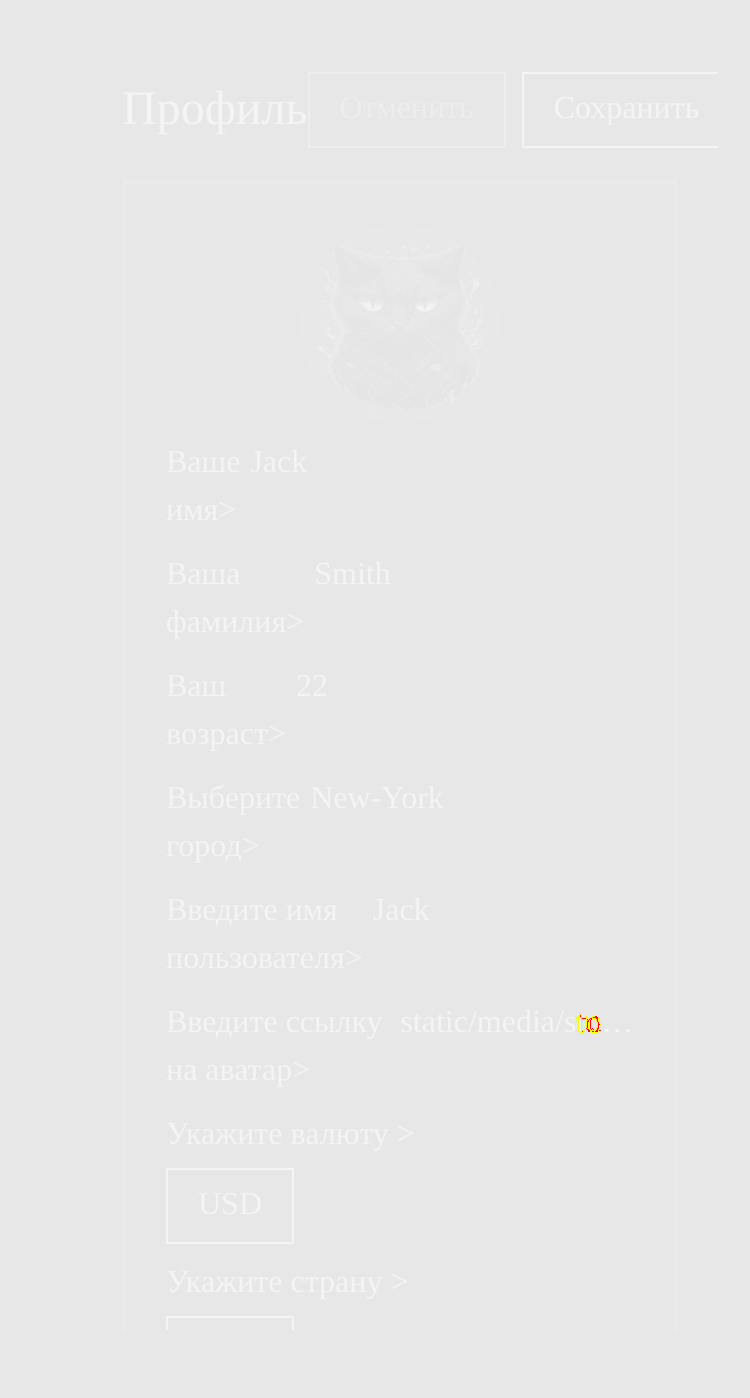 Профиль Отменить Сохранить
Ваше Jack
имя>
Ваша Smith
фамилия>
Ваш 22
возраст>
Выберите New-York
город>
Введите имя Jack
пользователя>
Введите ссылку static/media/
на аватар>
Укажите валюту >
USD
Укажите страну >